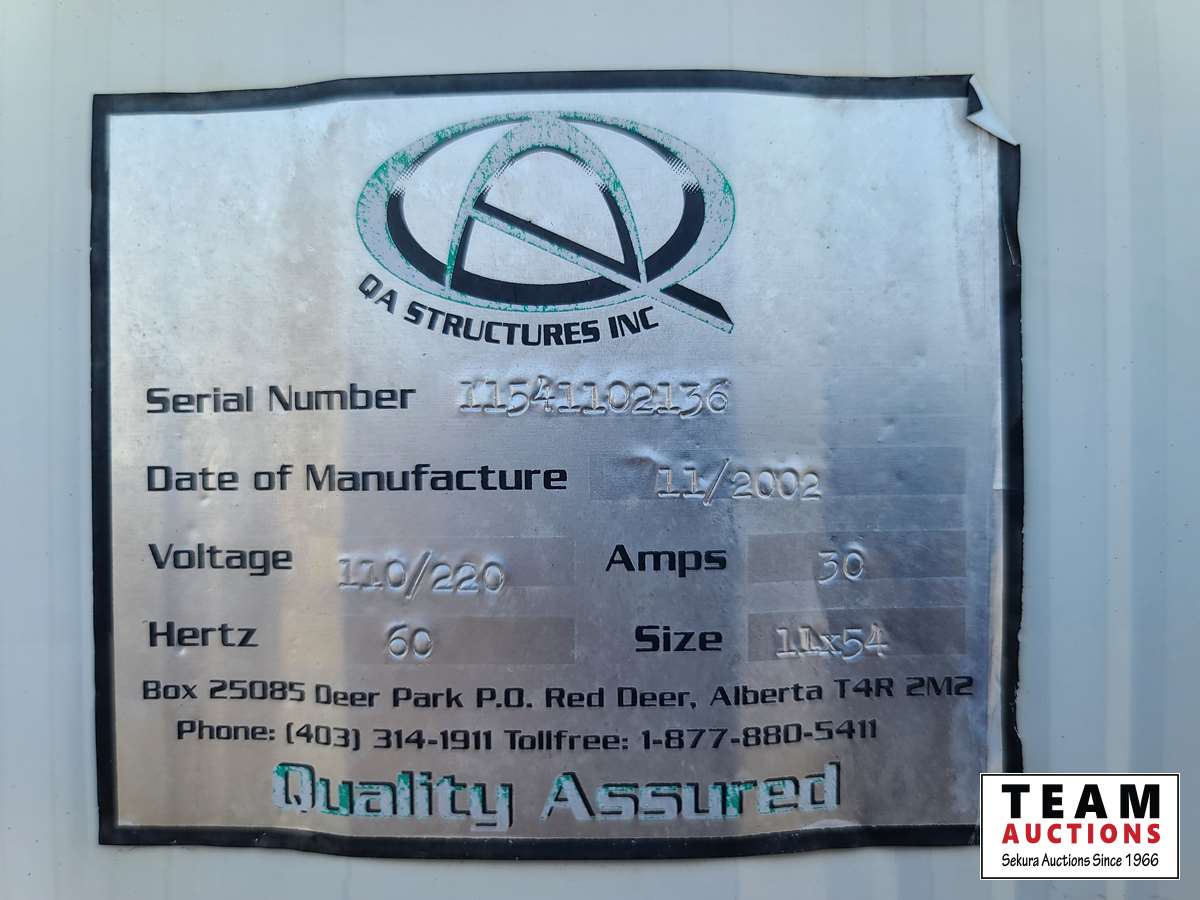 QA STRUCTURES INC
Serial Number 11541102136
Date of Manufacture 11/2002
Voltage 110/220 Amps 30
Hertz 60 Size 11x54
Box 25085 Deer Park P.O. Red Deer, Alberta T4R 2M2
Phone: (403) 314-1911 Tollfree: 1-877-880-5411
Quality Assured
TEAM
AUCTIONS
Sekura Auctions Since 1966